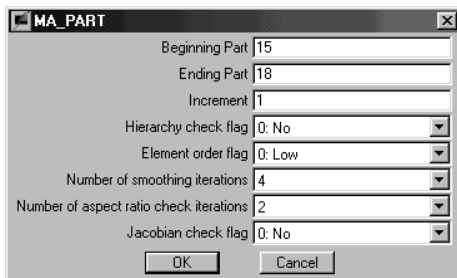 MA_PART
Beginning Part 15
Ending Part 18
Increment 1
Hierarchy check flag 0: No
Element order flag 0: Low
Number of smoothing iterations 4
Number of aspect ratio check iterations 2
Jacobian check flag 0: No
OK Cancel